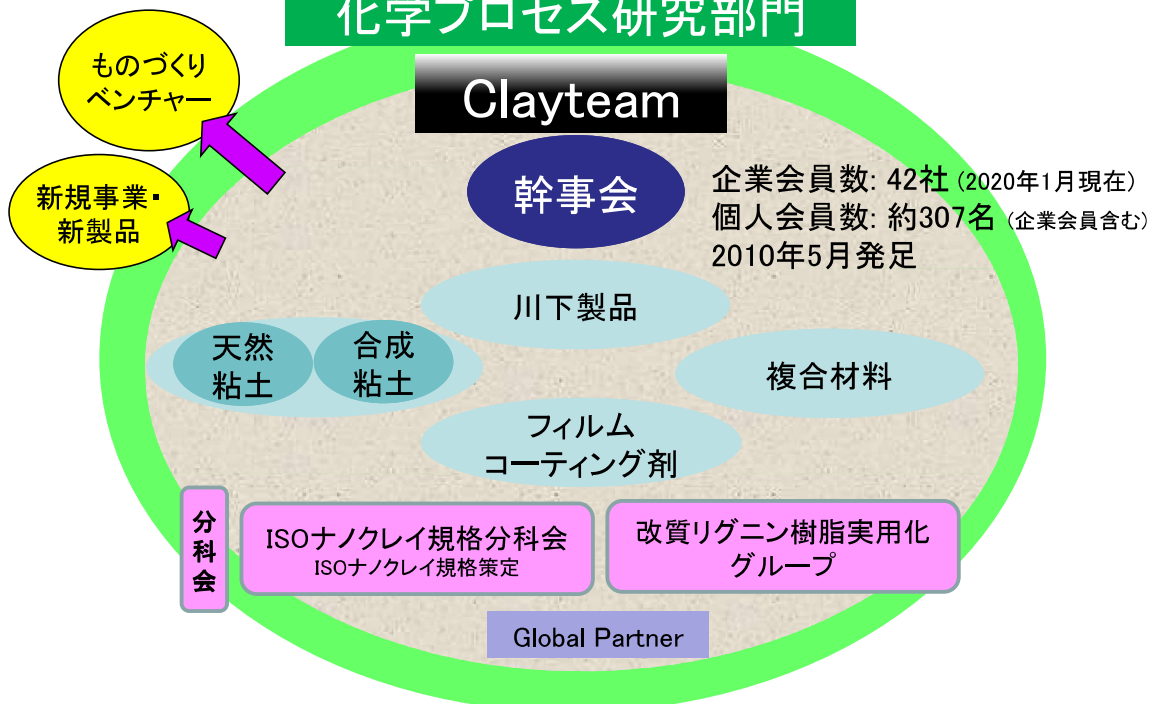 化学プロセス研究部門
ものづくり
ベンチャー
Clayteam
新規事業・
新製品
幹事会
企業会員数: 42社 (2020年1月現在)
個人会員数: 約307名 (企業会員含む)
2010年5月発足
川下製品
天然
粘土
合成
粘土
複合材料
フィルム
コーティング剤
分科会
ISOナノクレイ規格分科会
ISOナノクレイ規格策定
改質リグニン樹脂実用化
グループ
Global Partner